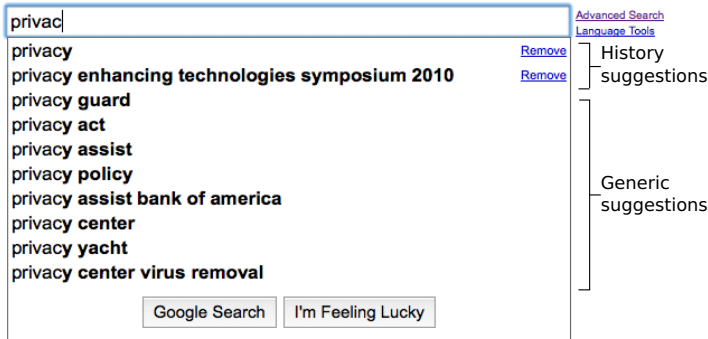 privac
Advanced Search
Language Tools
privacy Remove
privacy enhancing technologies symposium 2010 Remove
History
suggestions
privacy guard
privacy act
privacy assist
privacy policy
privacy assist bank of america
privacy center
privacy yacht
privacy center virus removal
Generic
suggestions
Google Search I'm Feeling Lucky